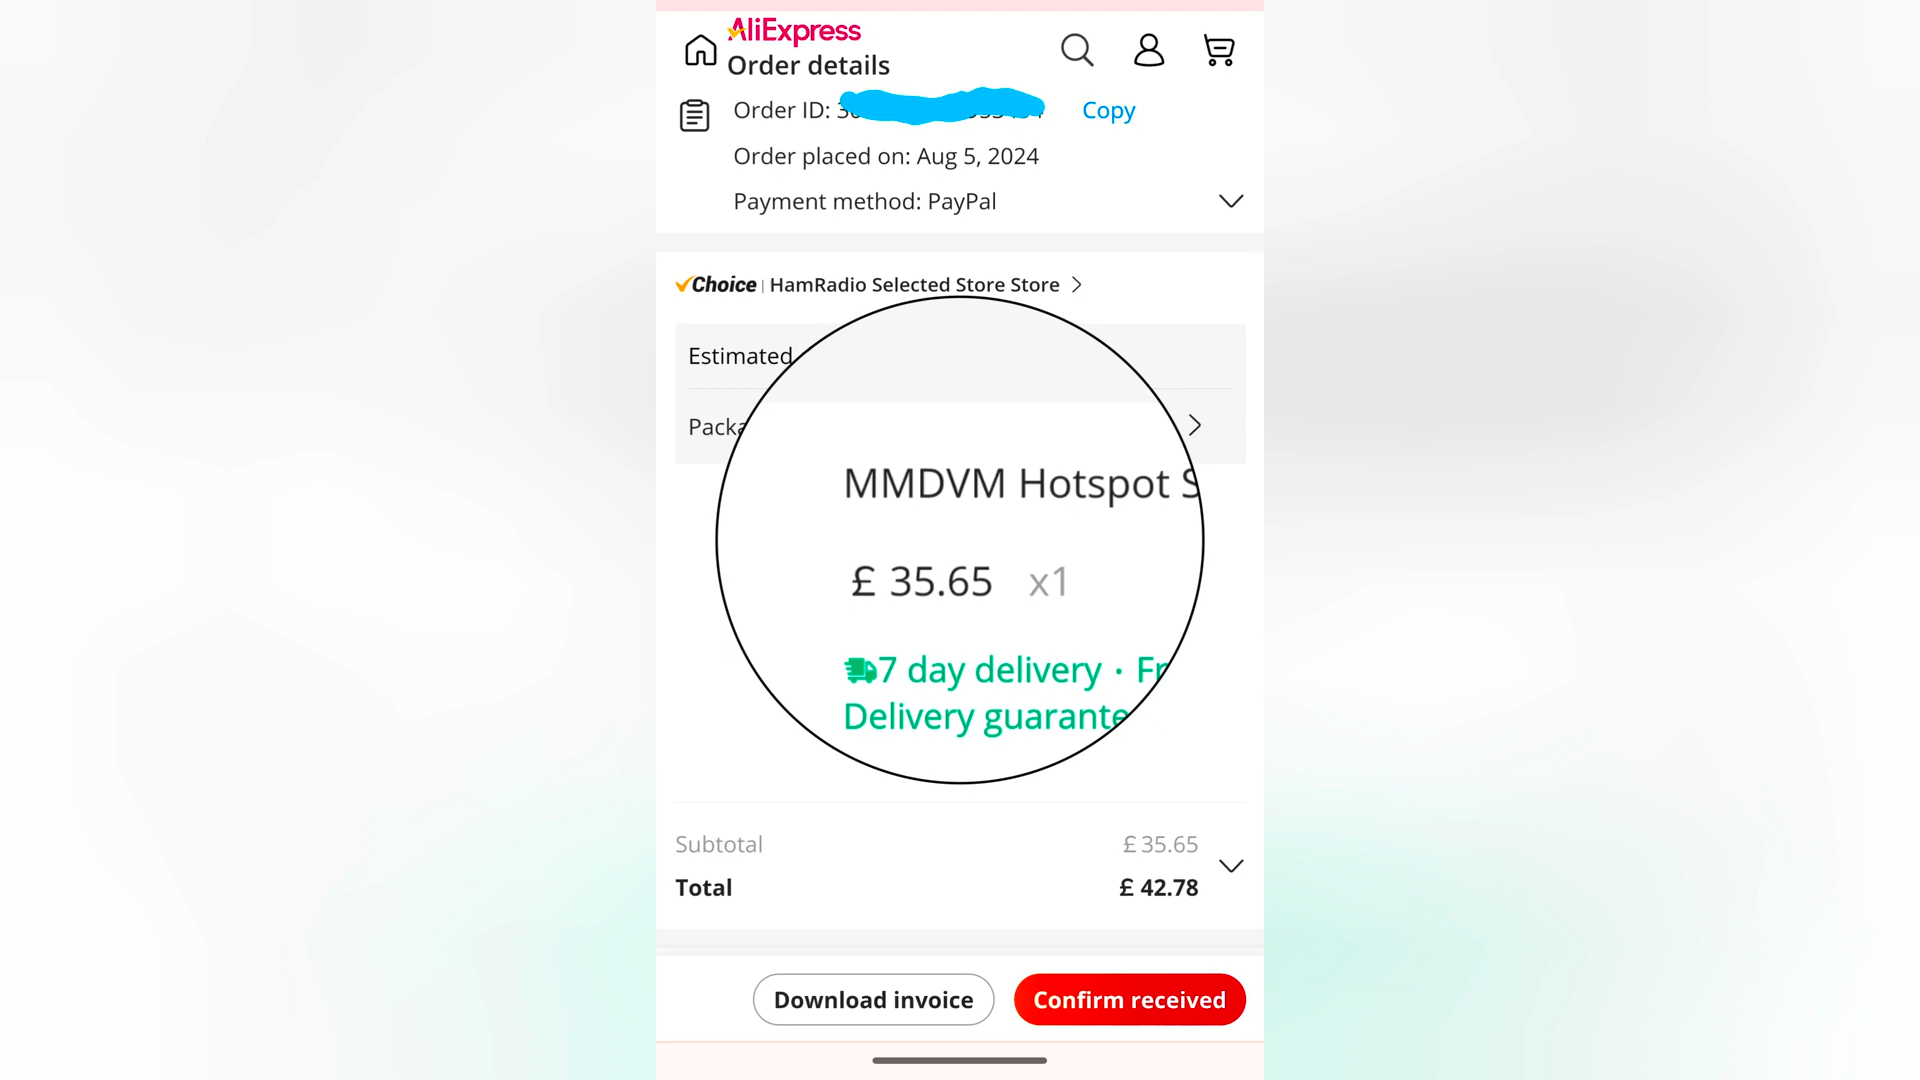 AliExpress
Order details
Order ID:
Copy
Order placed on: Aug 5, 2024
Payment method: PayPal
Choice | HamRadio Selected Store Store
Estimated
MMDVM Hotspot
£ 35.65 x1
7 day delivery ·
Delivery
Subtotal £35.65
Total £ 42.78
Download invoice
Confirm received